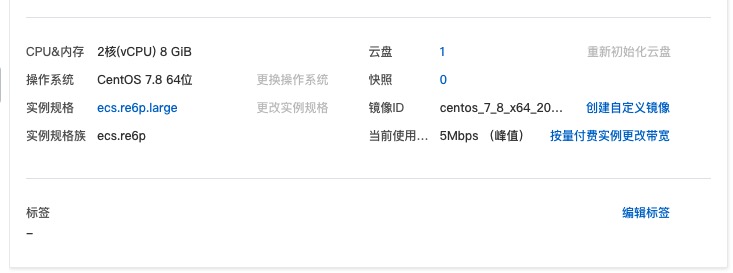 CPU&内存 2核(vCPU) 8 GiB 云盘 1 重新初始化云盘
操作系统 CentOS 7.8 64位 更换操作系统 快照 0
实例规格 ecs.re6p.large 更改实例规格 镜像ID centos_7_8_x64_20... 创建自定义镜像
实例规格族 ecs.re6p 当前使用... 5Mbps （峰值） 按量付费实例更改带宽
标签 编辑标签
–